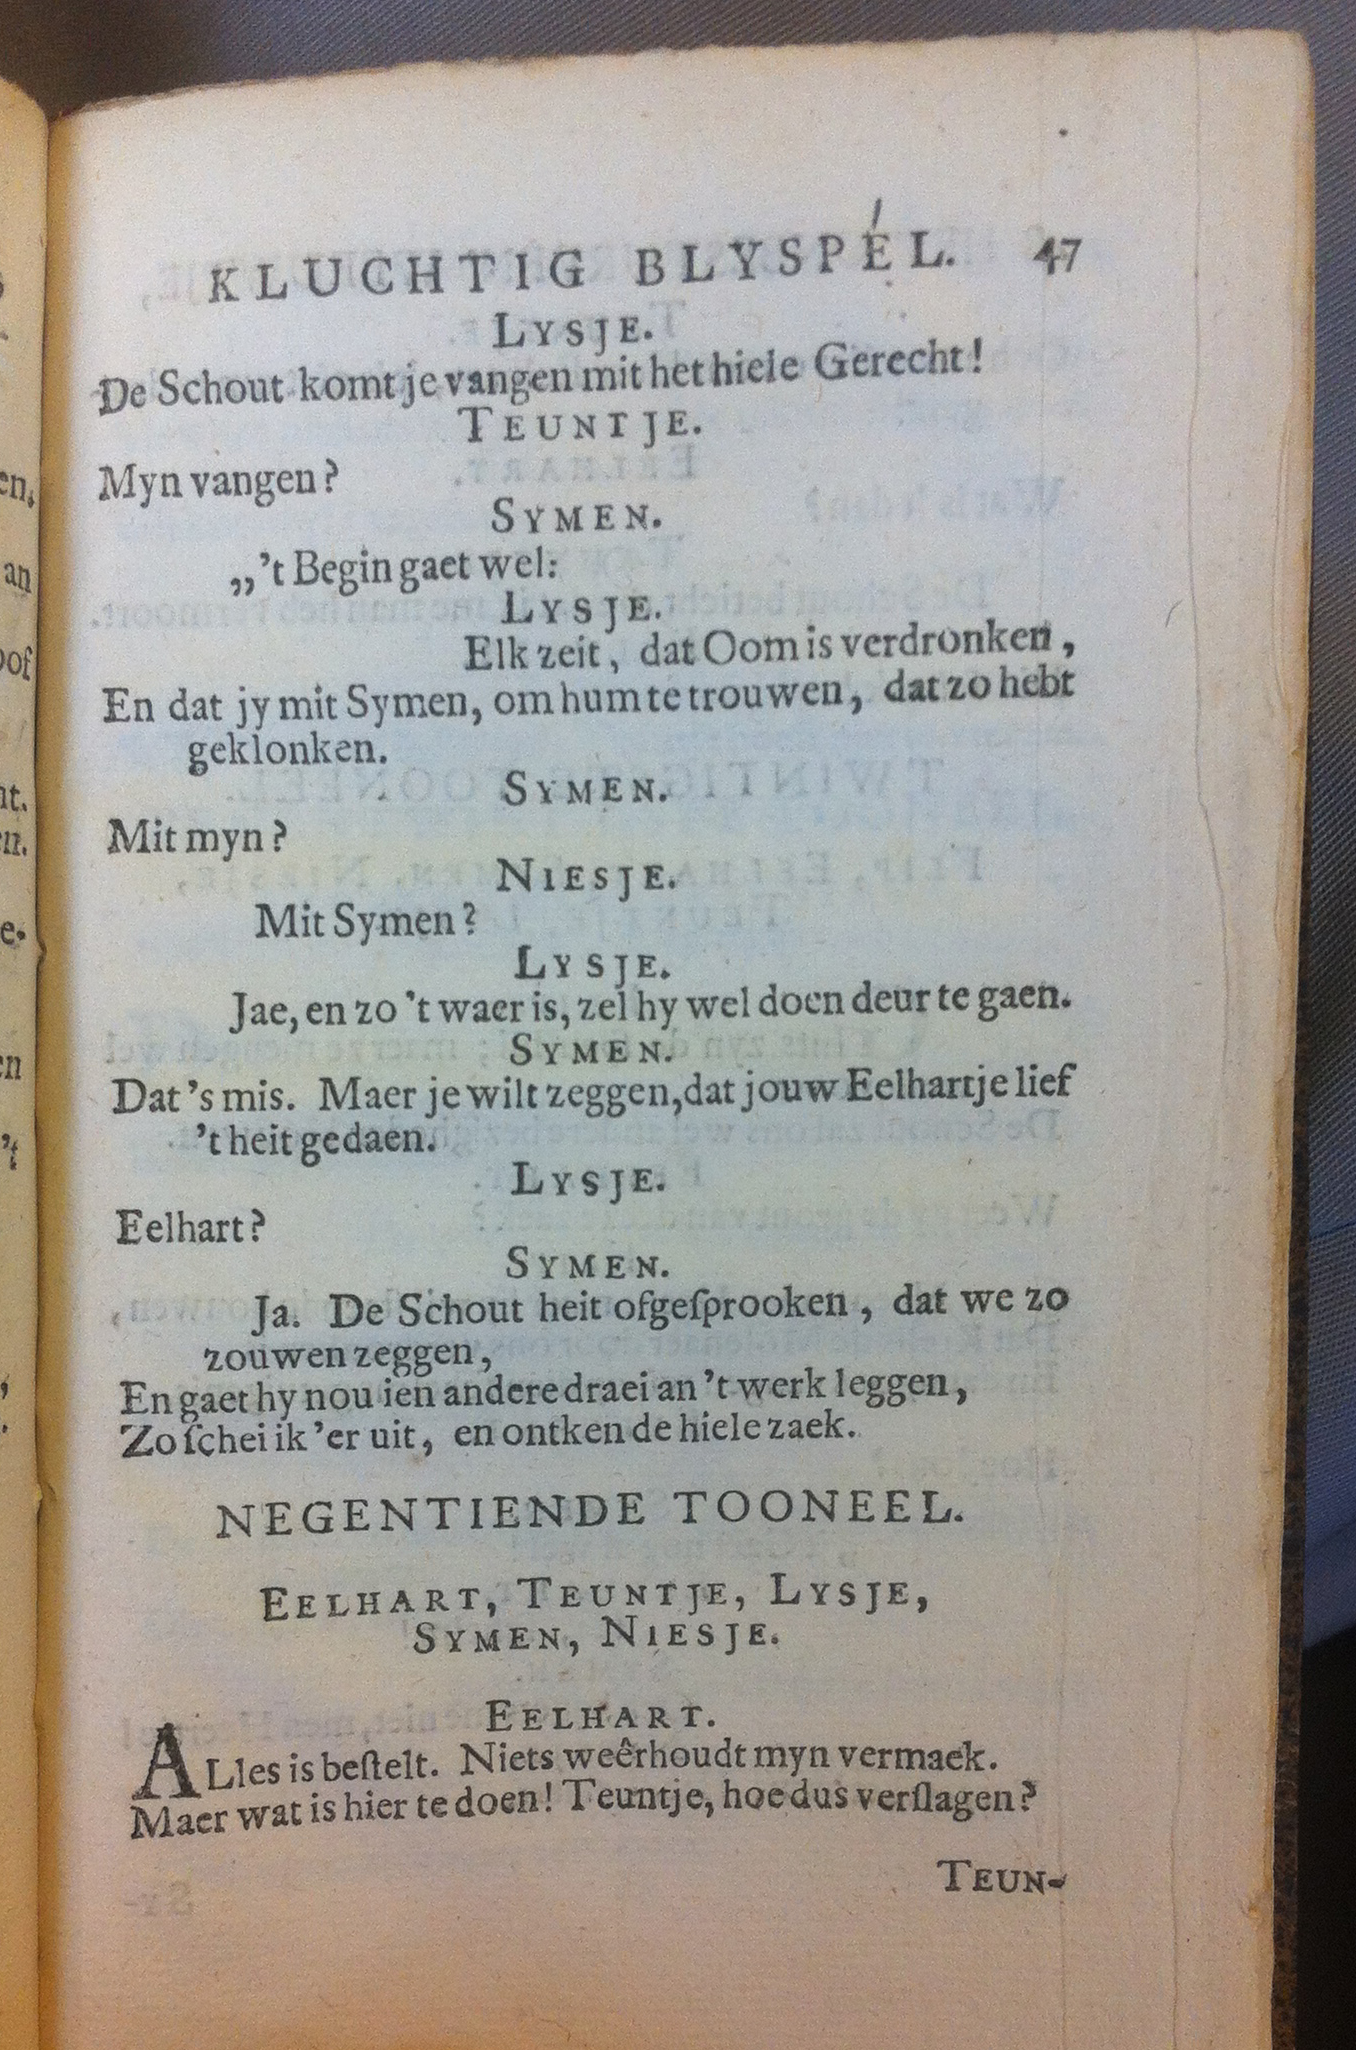 KLUCHTIG BLYSPÉL. 47
LYSJE.
De Schout komt je vangen mit het hiele Gerecht!
TEUNTJE.
Myn vangen?
SYMEN.
„’t Begin gaet wel:
LYSJE.
Elk zeit, dat Oom is verdronken,
En dat jy mit Symen, om hum te trouwen, dat zo hebt
geklonken.
SYMEN.
Mit myn?
NIESJE.
Mit Symen?
LYSJE.
Jae, en zo ’t waer is, zel hy wel doen deur te gaen.
SYMEN.
Dat ’s mis. Maer je wilt zeggen, dat jouw Eelhartje lief
’t heit gedaen.
LYSJE.
Eelhart?
SYMEN.
Ja. De Schout heit ofgeſprooken, dat we zo
zouwen zeggen,
En gaet hy nou ien andere draei an ’t werk leggen,
Zo ſchei ik ’er uit, en ontken de hiele zaek.
NEGENTIENDE TOONEEL.
EELHART, TEUNTJE, LYSJE,
SYMEN, NIESJE.
EELHART.
ALles is beſtelt. Niets weêrhoudt myn vermaek.
Maer wat is hier te doen! Teuntje, hoe dus verſlagen?
TEUN-